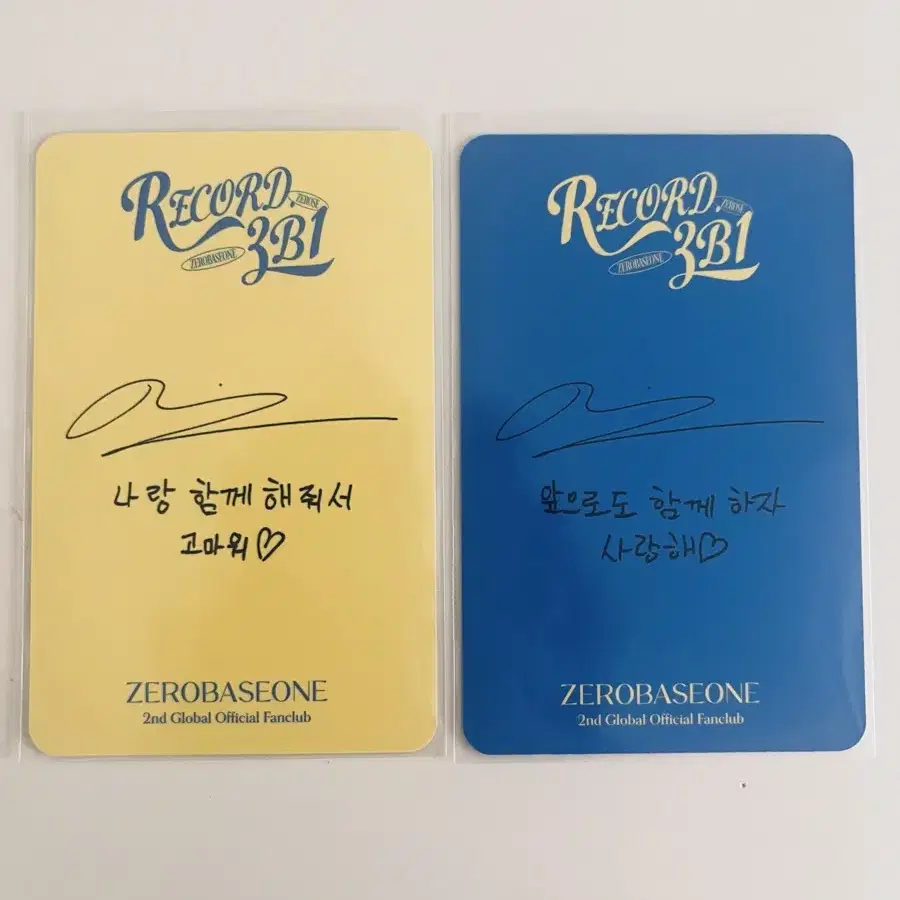 RECORD.
ZEROSE
3B1
ZEROBASEONE
나랑 함께 해줘서
고마워♡
ZEROBASEONE
2nd Global Official Fanclub
RECORD.
ZEROSE
3B1
ZEROBASEONE
앞으로도 함께 하자
사랑해♡
ZEROBASEONE
2nd Global Official Fanclub